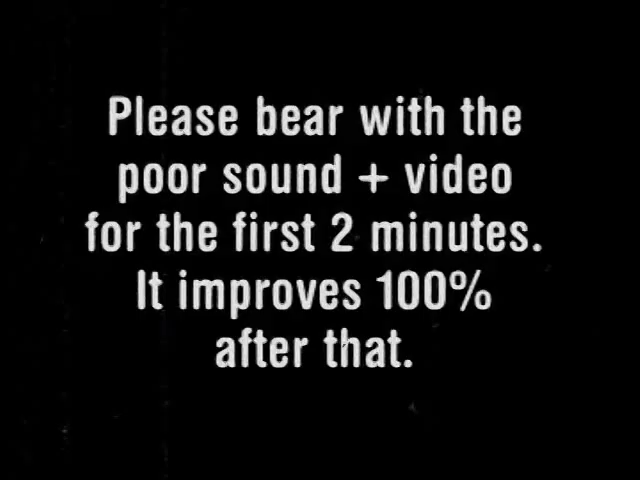 Please bear with the
poor sound + video
for the first 2 minutes.
It improves 100%
after that.